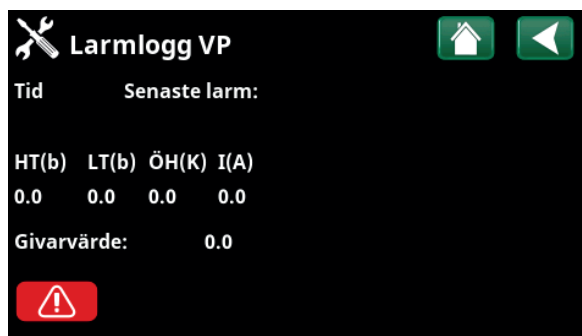 Larmlogg VP
Tid Senaste larm:
HT(b) LT(b) ÖH(K) I(A)
0.0 0.0 0.0 0.0
Givarvärde: 0.0